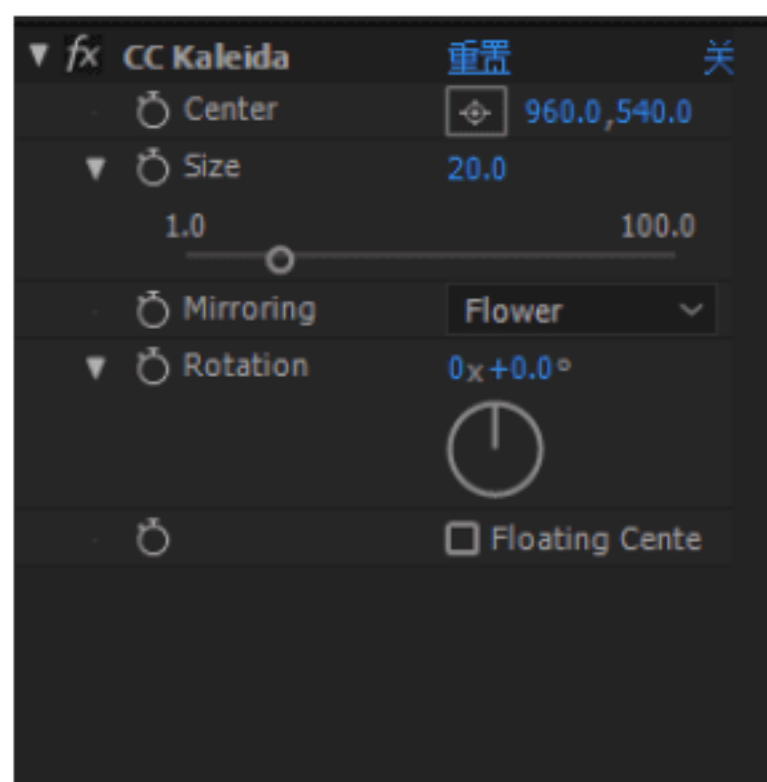 fx CC Kaleida 重置 关
Center 960.0,540.0
Size 20.0
1.0 100.0
Mirroring Flower
Rotation 0x+0.0°
Floating Cente